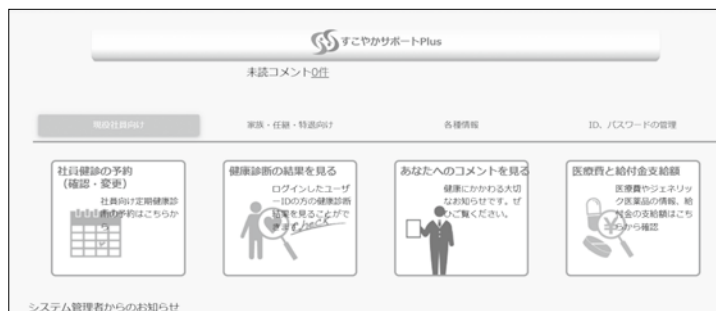 すこやかサポートPlus
未読コメント0件
現役社員向け
家族・任継・特退向け
各種情報
ID、パスワードの管理
社員健診の予約
（確認・変更）
社員向け定期健康診
断の予約はこちらか
ら
健康診断の結果を見る
ログインしたユーザ
ーIDの方の健康診断
結果を見ることがで
きます。
check
あなたへのコメントを見る
健康にかかわる大切
なお知らせです。ぜ
ひご覧ください。
医療費と給付金支給額
医療費やジェネリッ
ク医薬品の情報、給
付金の支給額はこち
らから確認
システム管理者からのお知らせ